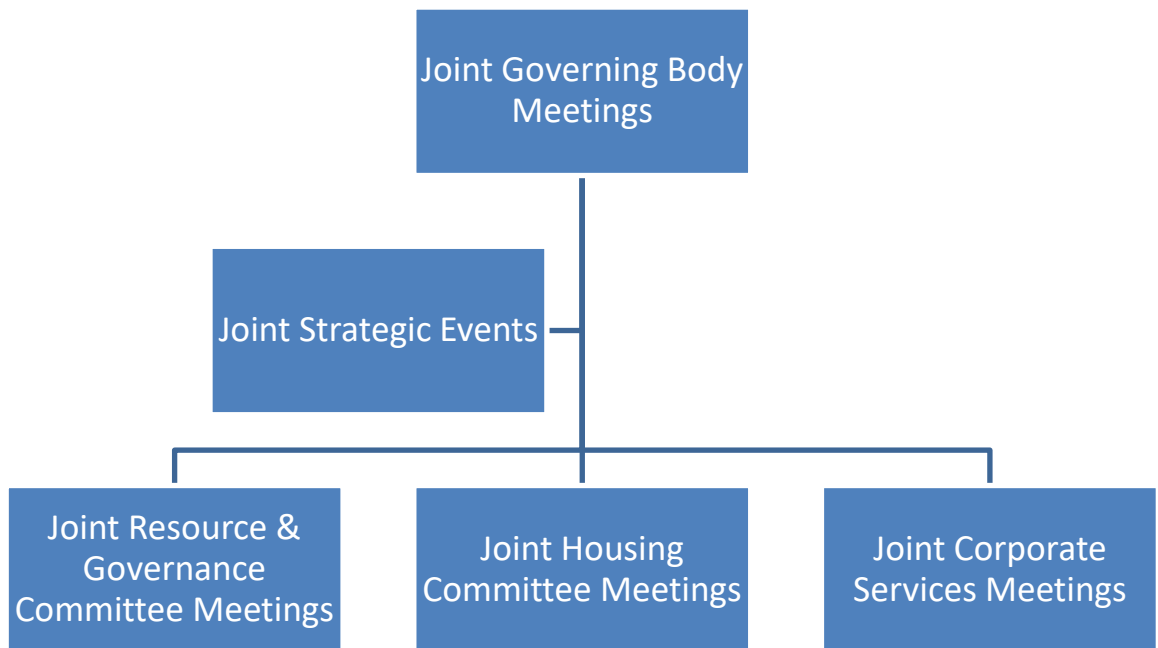 Joint Governing Body
Meetings
Joint Strategic Events
Joint Resource &
Governance
Committee Meetings
Joint Housing
Committee Meetings
Joint Corporate
Services Meetings